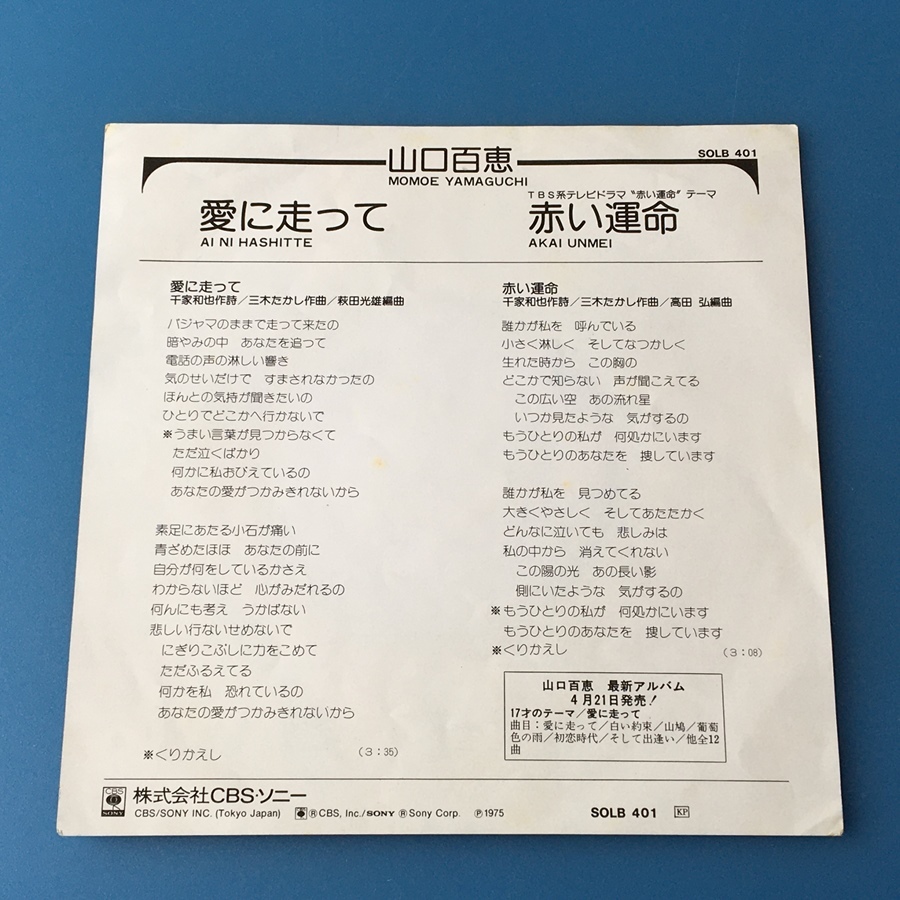 山口百恵
MOMOE YAMAGUCHI
SOLB 401
愛に走って
AI NI HASHITTE
TBS系テレビドラマ“赤い運命”テーマ
赤い運命
AKAI UNMEI
愛に走って
千家和也作詩/三木たかし作曲/萩田光雄編曲
パジャマのままで走って来たの
暗やみの中 あなたを追って
電話の声の淋しい響き
気のせいだけで すまされなかったの
ほんとの気持が聞きたいの
ひとりでどこかへ行かないで
※うまい言葉が見つからなくて
ただ泣くばかり
何かに私おびえているの
あなたの愛がつかみきれないから
素足にあたる小石が痛い
青ざめたほほ あなたの前に
自分が何をしているかさえ
わからないほど 心がみだれるの
何んにも考え うかばない
悲しい行ないせめないで
にぎりこぶしに力をこめて
ただふるえてる
何かを私 恐れているの
あなたの愛がつかみきれないから
※くりかえし
(3:35)
赤い運命
千家和也作詩/三木たかし作曲/高田 弘編曲
誰かが私を 呼んでいる
小さく淋しく そしてなつかしく
生れた時から この胸の
どこかで知らない 声が聞こえてる
この広い空 あの流れ星
いつか見たような 気がするの
もうひとりの私が 何処かにいます
もうひとりのあなたを 捜しています
誰かが私を 見つめてる
大きくやさしく そしてあたたかく
どんなに泣いても 悲しみは
私の中から 消えてくれない
この陽の光 あの長い影
側にいたような 気がするの
※もうひとりの私が 何処かにいます
もうひとりのあなたを 捜しています
※くりかえし
(3:08)
山口百恵 最新アルバム
4月21日発売!
17才のテーマ/愛に走って
曲目:愛に走って/白い約束/山鳩/葡萄
色の雨/初恋時代/そして出逢い/他全12
曲
CBS
SONY
株式会社CBS・ソニー
CBS/SONY INC. (Tokyo Japan)
®CBS, Inc./SONY ®Sony Corp. ℗1975
SOLB 401
KP